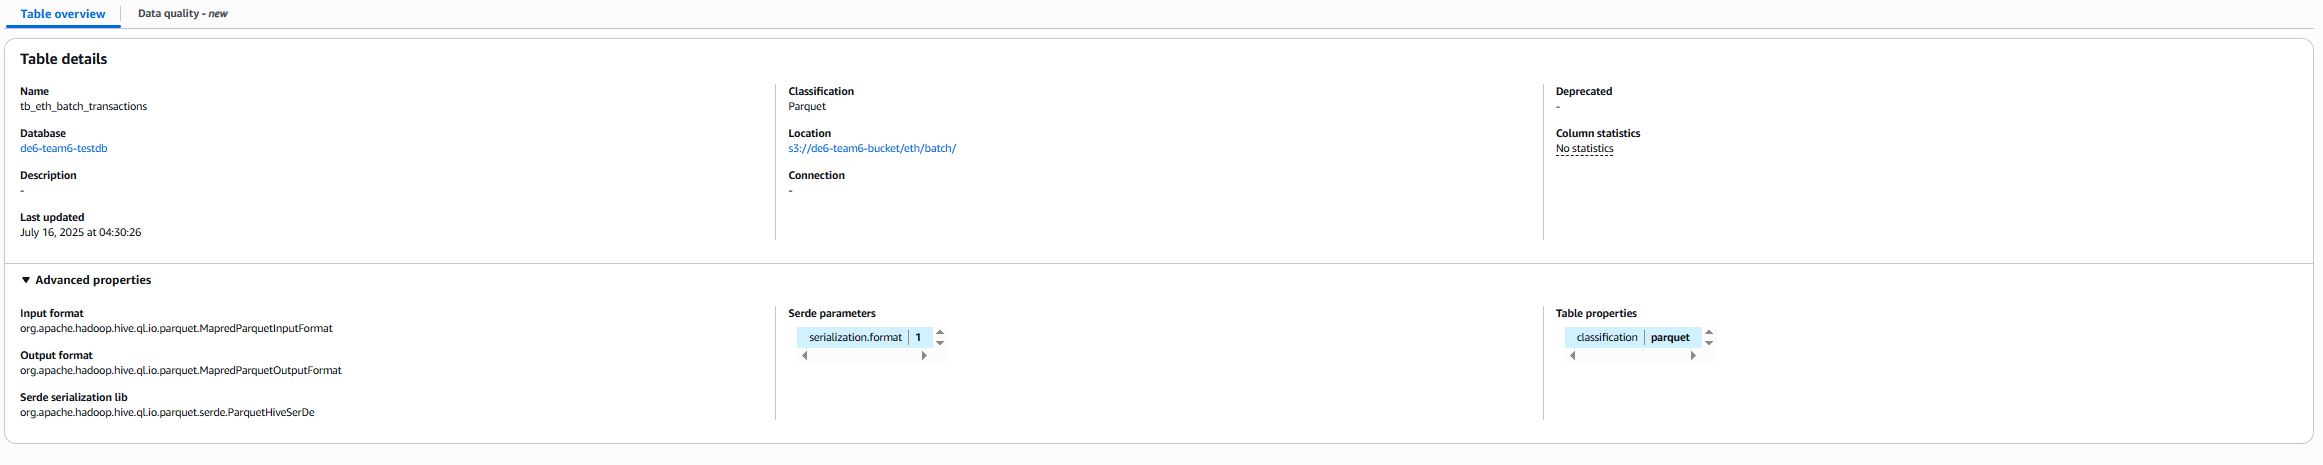 Table overview
Data quality - new
Table details
Name
tb_eth_batch_transactions
Database
de6-team6-testdb
Description
-
Last updated
July 16, 2025 at 04:30:26
Classification
Parquet
Location
s3://de6-team6-bucket/eth/batch/
Connection
-
Deprecated
-
Column statistics
No statistics
Advanced properties
Input format
org.apache.hadoop.hive.ql.io.parquet.MapredParquetInputFormat
Output format
org.apache.hadoop.hive.ql.io.parquet.MapredParquetOutputFormat
Serde serialization lib
org.apache.hadoop.hive.ql.io.parquet.serde.ParquetHiveSerDe
Serde parameters
serialization.format 1
Table properties
classification parquet